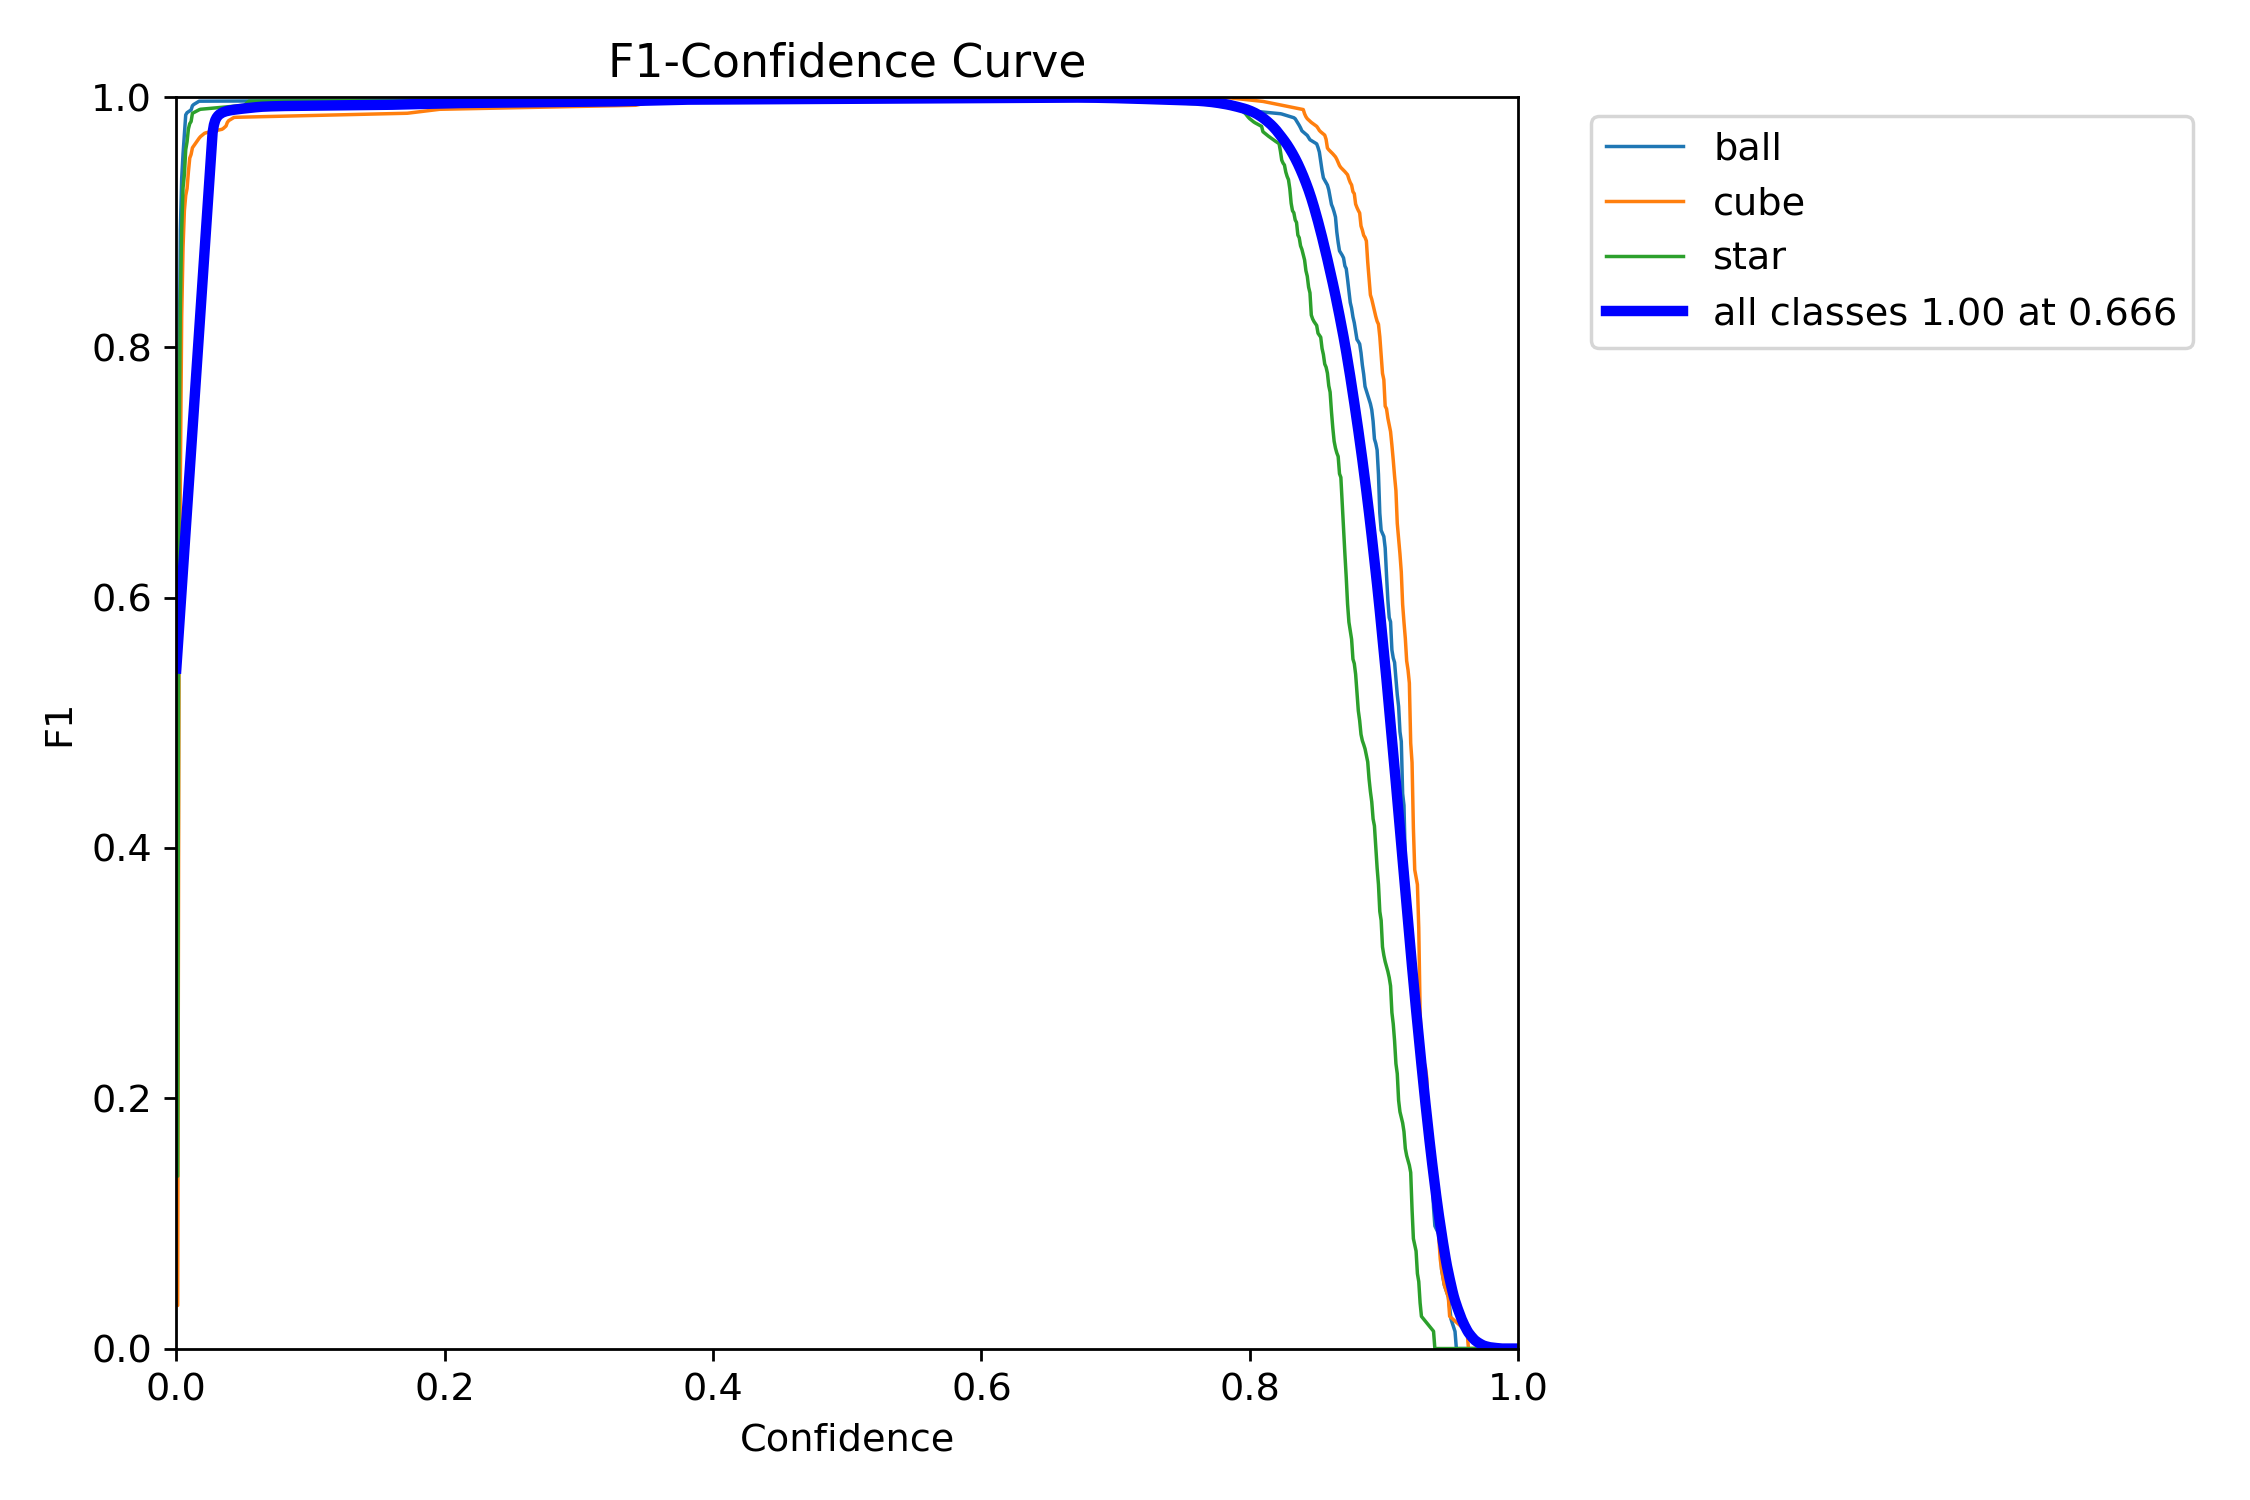 F1-Confidence Curve
1.0
0.8
0.6
0.4
0.2
0.0
F1
0.0 0.2 0.4 0.6 0.8 1.0
Confidence
ball
cube
star
all classes 1.00 at 0.666